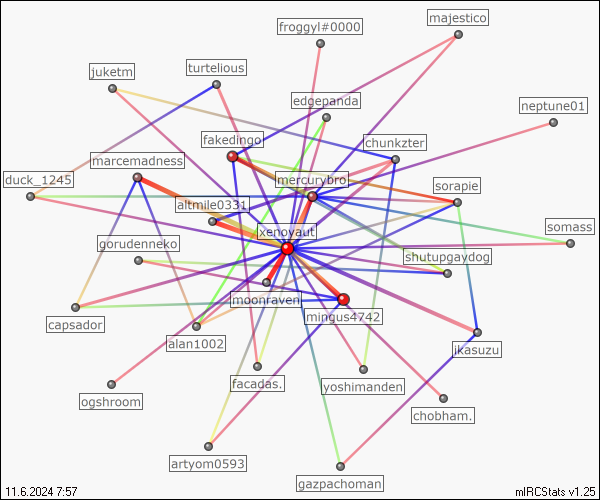 majestico
froggyl#0000
juketm
turtelious
edgepanda
neptune01
fakedingo
chunkzter
marcemadness
duck_1245
mercurybro
sorapie
altmile0331
xenoyaut
somass
gorudenneko
shutupgaydog
moonraven
mingus4742
capsador
alan1002
ikasuzu
facadas.
yoshimanden
ogshroom
chobham.
artyom0593
gazpachoman
11.6.2024 7:57
mIRCStats v1.25